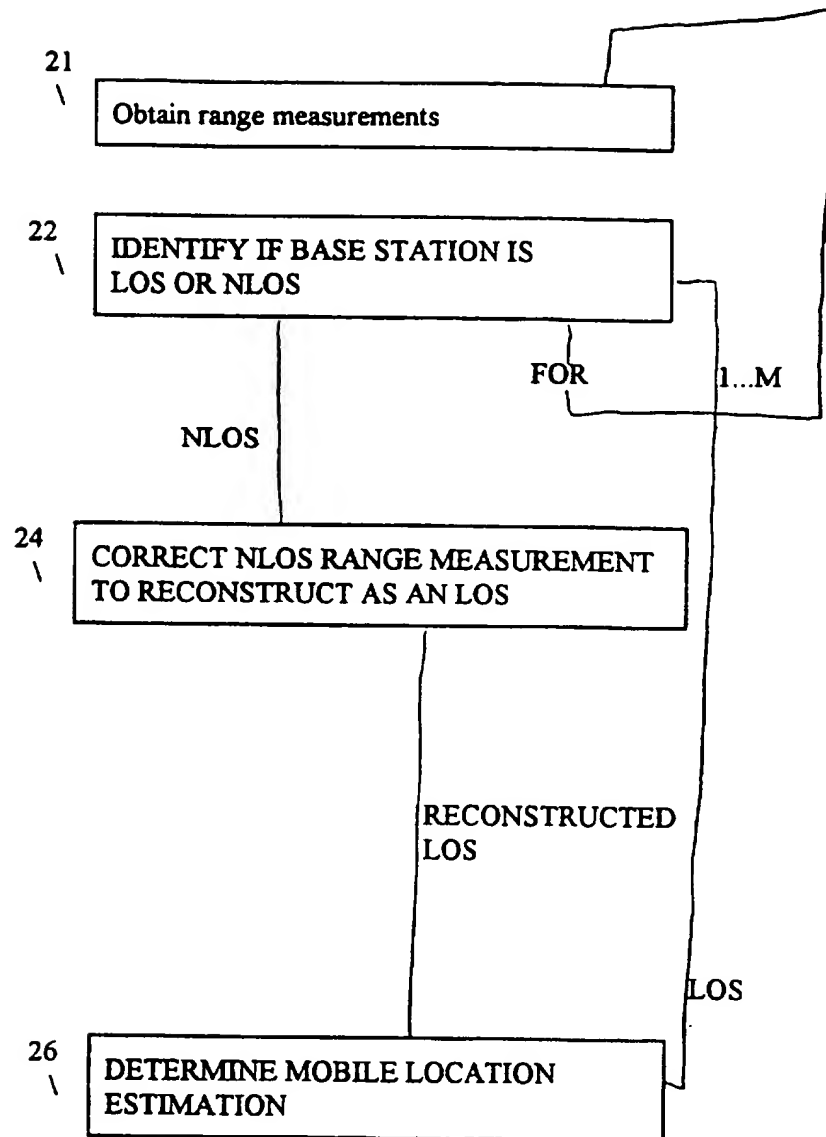 21
Obtain range measurements
22
IDENTIFY IF BASE STATION IS
LOS OR NLOS
FOR 1...M
NLOS
24
CORRECT NLOS RANGE MEASUREMENT
TO RECONSTRUCT AS AN LOS
RECONSTRUCTED
LOS
LOS
26
DETERMINE MOBILE LOCATION
ESTIMATION